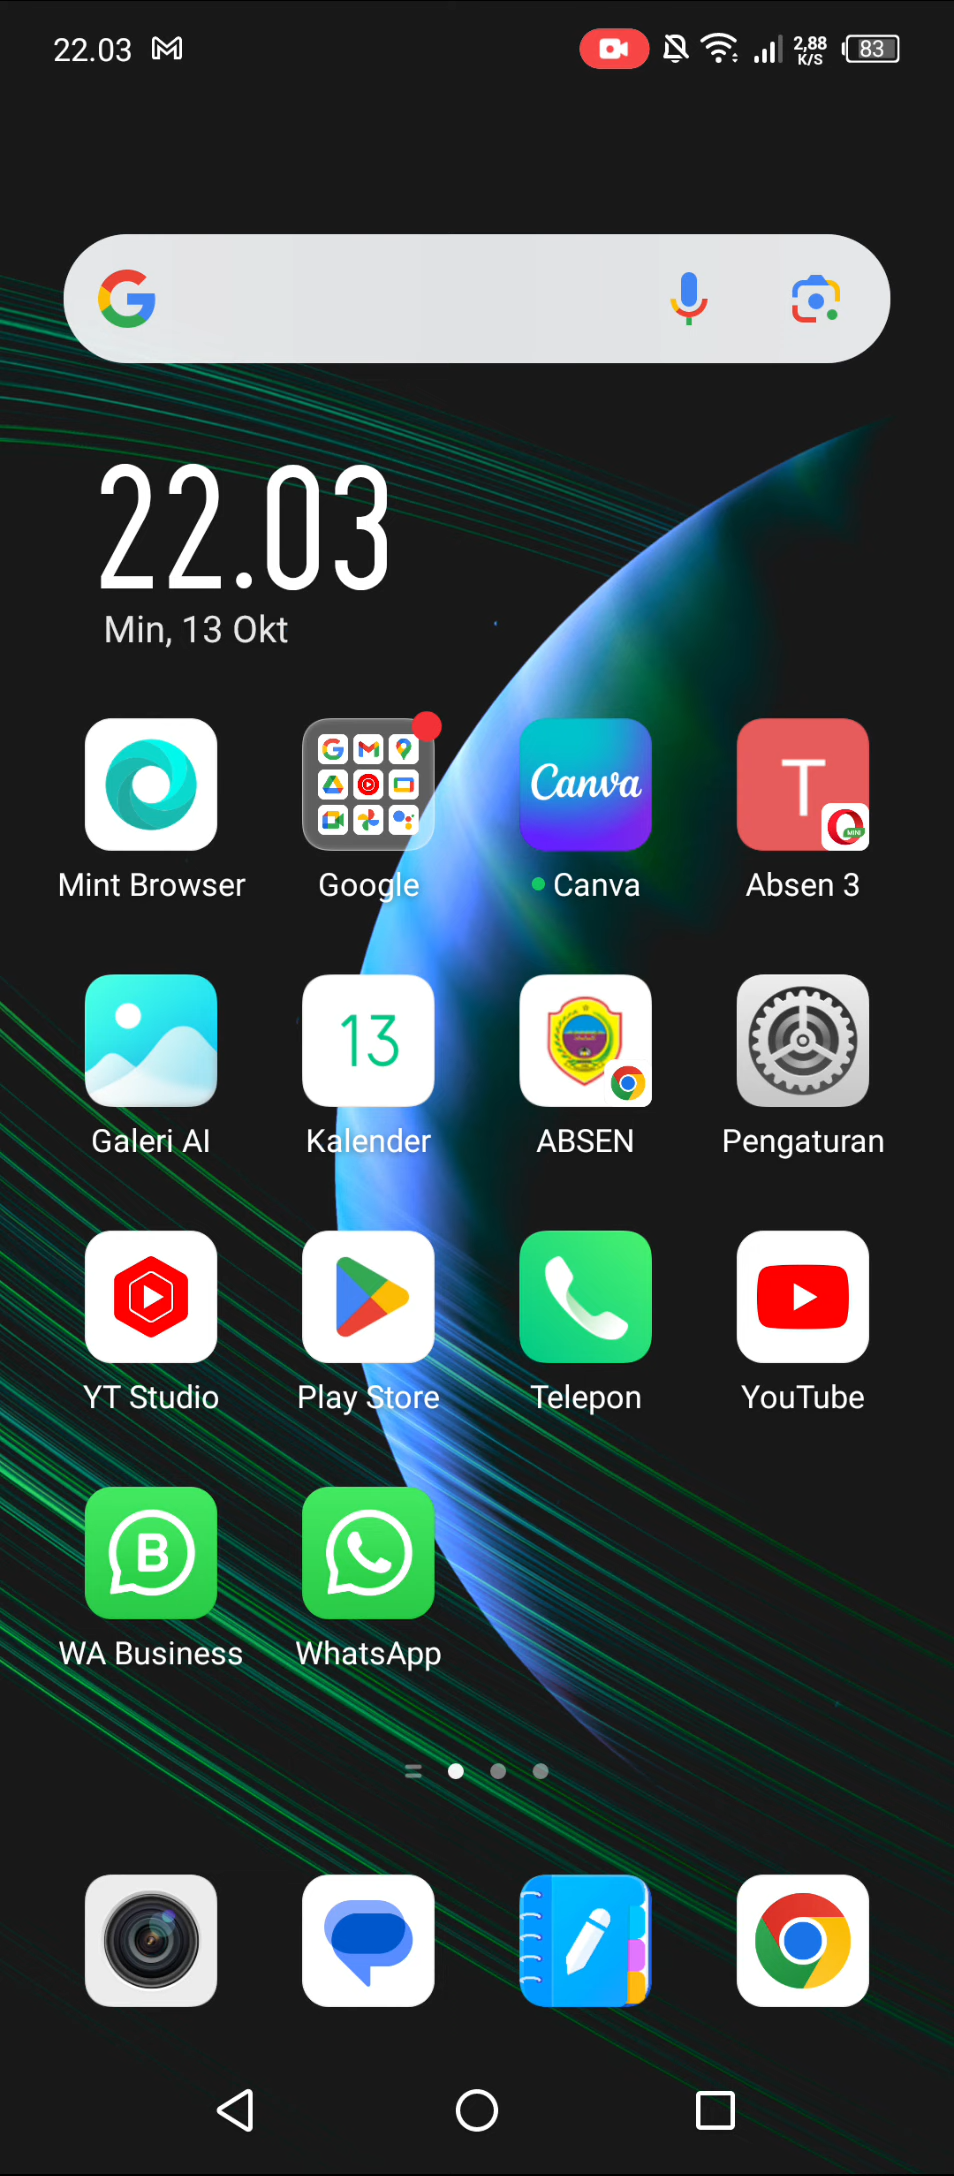 22.03
2,88
K/S
83
22.03
Min, 13 Okt
Canva
T
MINI
Mint Browser
Google
Canva
Absen 3
13
Galeri AI
Kalender
ABSEN
Pengaturan
YT Studio
Play Store
Telepon
YouTube
B
WA Business
WhatsApp